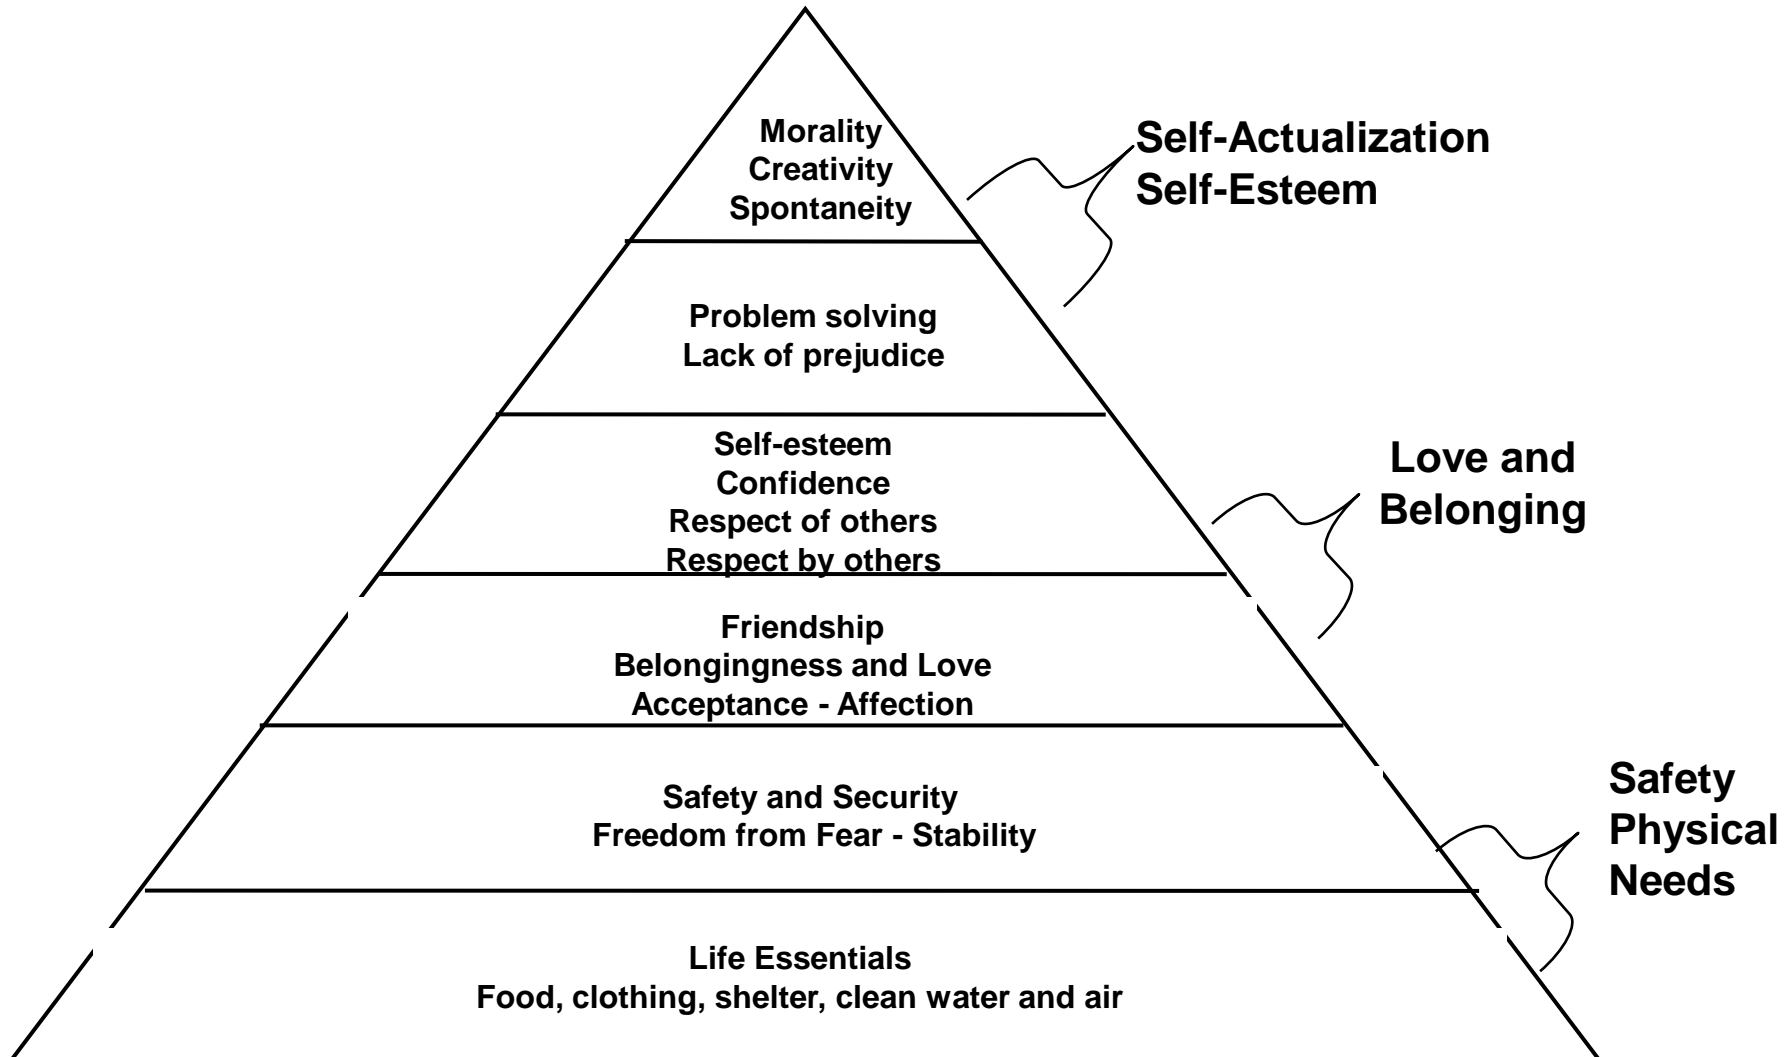 Morality
Creativity
Spontaneity
Self-Actualization
Self-Esteem
Problem solving
Lack of prejudice
Self-esteem
Confidence
Respect of others
Respect by others
Love and
Belonging
Friendship
Belongingness and Love
Acceptance - Affection
Safety and Security
Freedom from Fear - Stability
Safety
Physical
Needs
Life Essentials
Food, clothing, shelter, clean water and air